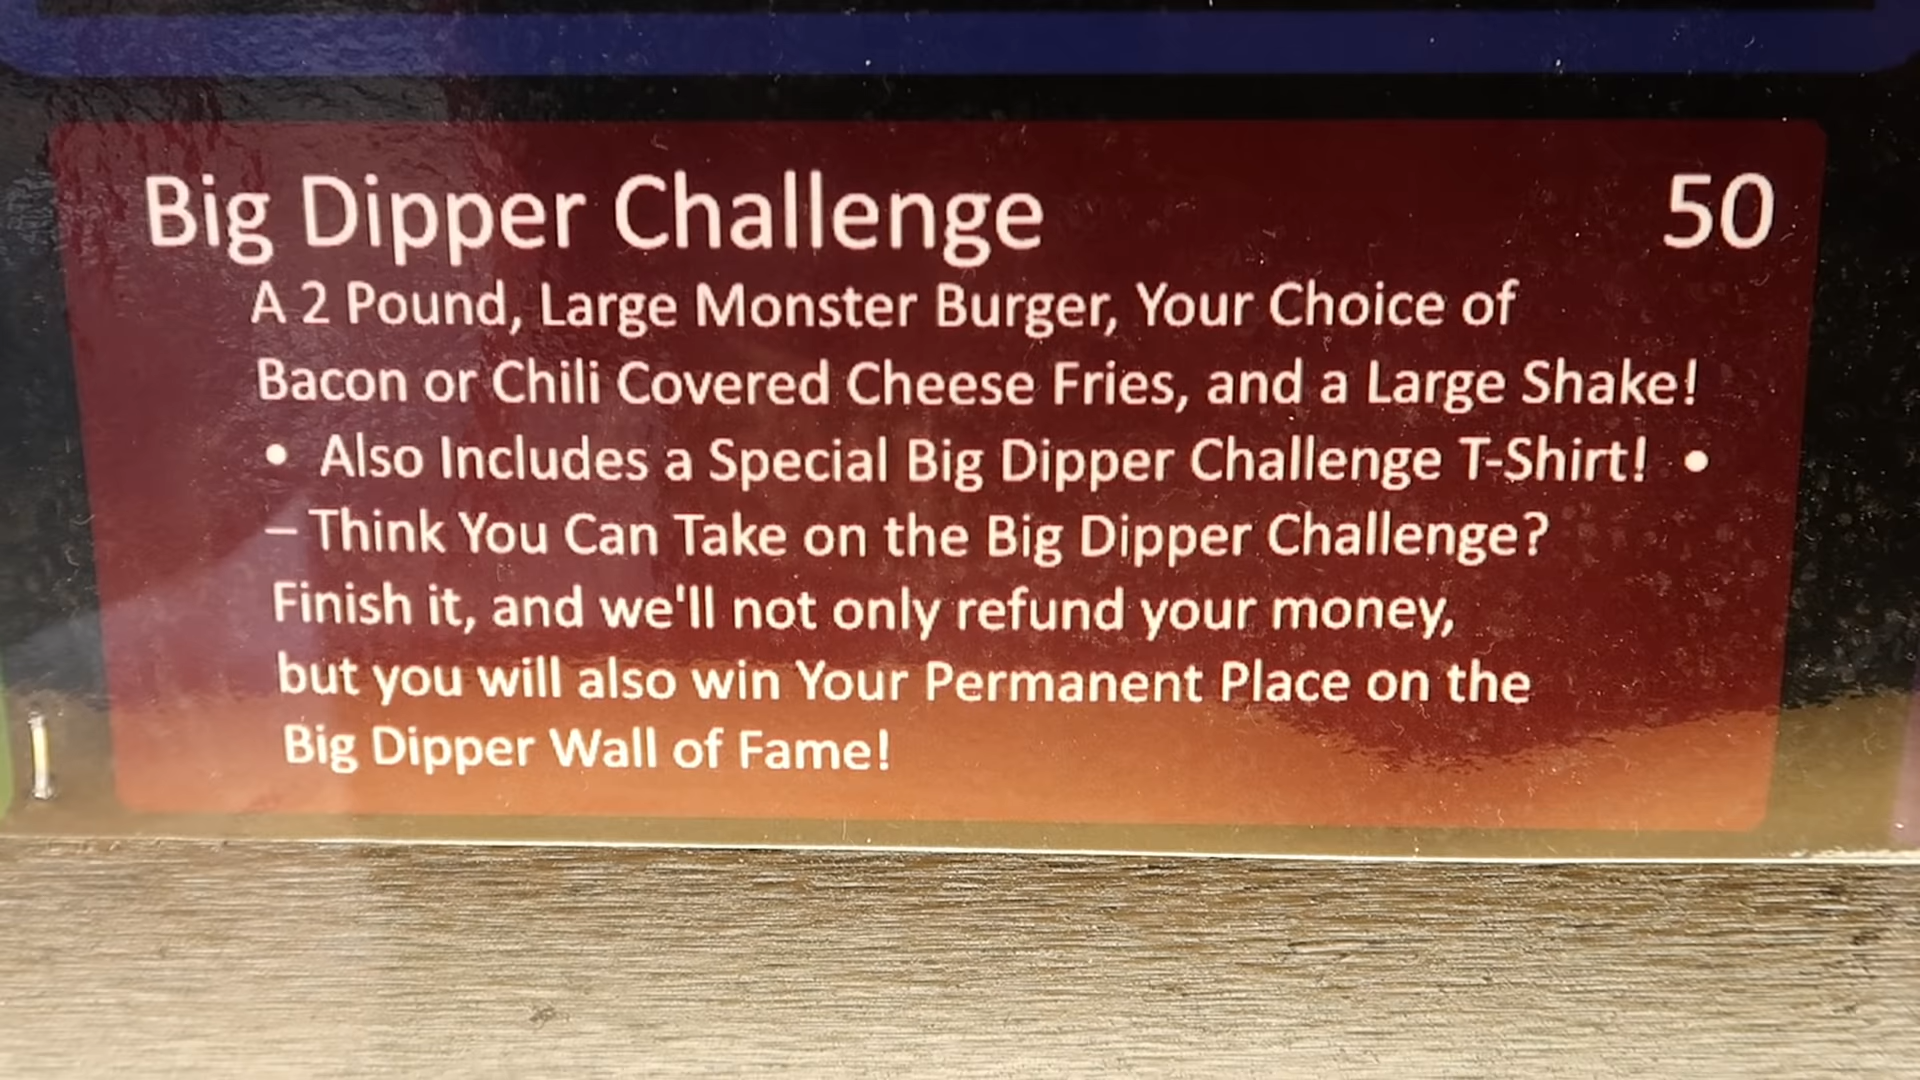 Big Dipper Challenge 50
A 2 Pound, Large Monster Burger, Your Choice of
Bacon or Chili Covered Cheese Fries, and a Large Shake!
• Also Includes a Special Big Dipper Challenge T-Shirt! •
– Think You Can Take on the Big Dipper Challenge?
Finish it, and we'll not only refund your money,
but you will also win Your Permanent Place on the
Big Dipper Wall of Fame!